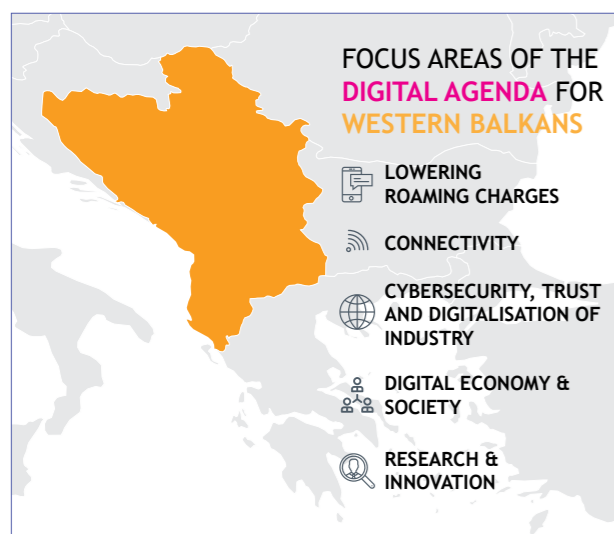 FOCUS AREAS OF THE
DIGITAL AGENDA FOR
WESTERN BALKANS
LOWERING
ROAMING CHARGES
CONNECTIVITY
CYBERSECURITY, TRUST
AND DIGITALISATION OF
INDUSTRY
DIGITAL ECONOMY &
SOCIETY
RESEARCH &
INNOVATION